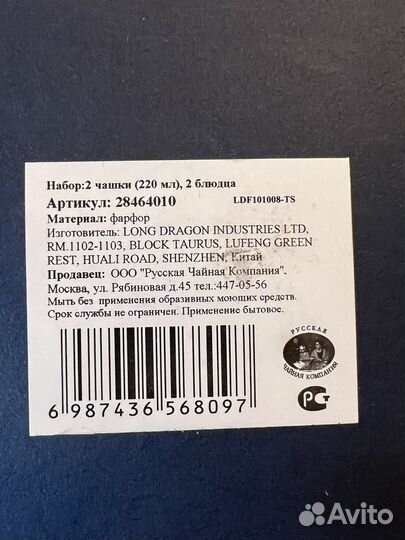 Набор:2 чашки (220 мл), 2 блюдца
Артикул: 28464010 LDF101008-TS
Материал: фарфор
Изготовитель: LONG DRAGON INDUSTRIES LTD,
RM.1102-1103, BLOCK TAURUS, LUFENG GREEN
REST, HUALI ROAD, SHENZHEN, Китай
Продавец: ООО "Русская Чайная Компания".
Москва, ул. Рябиновая д.45 тел.:447-05-56
Мыть без применения образивных моющих средств.
Срок службы не ограничен. Применение бытовое.
РУССКАЯ
ЧАЙНАЯ КОМПАНИЯ
6 987436 568097
РСТ
Avito